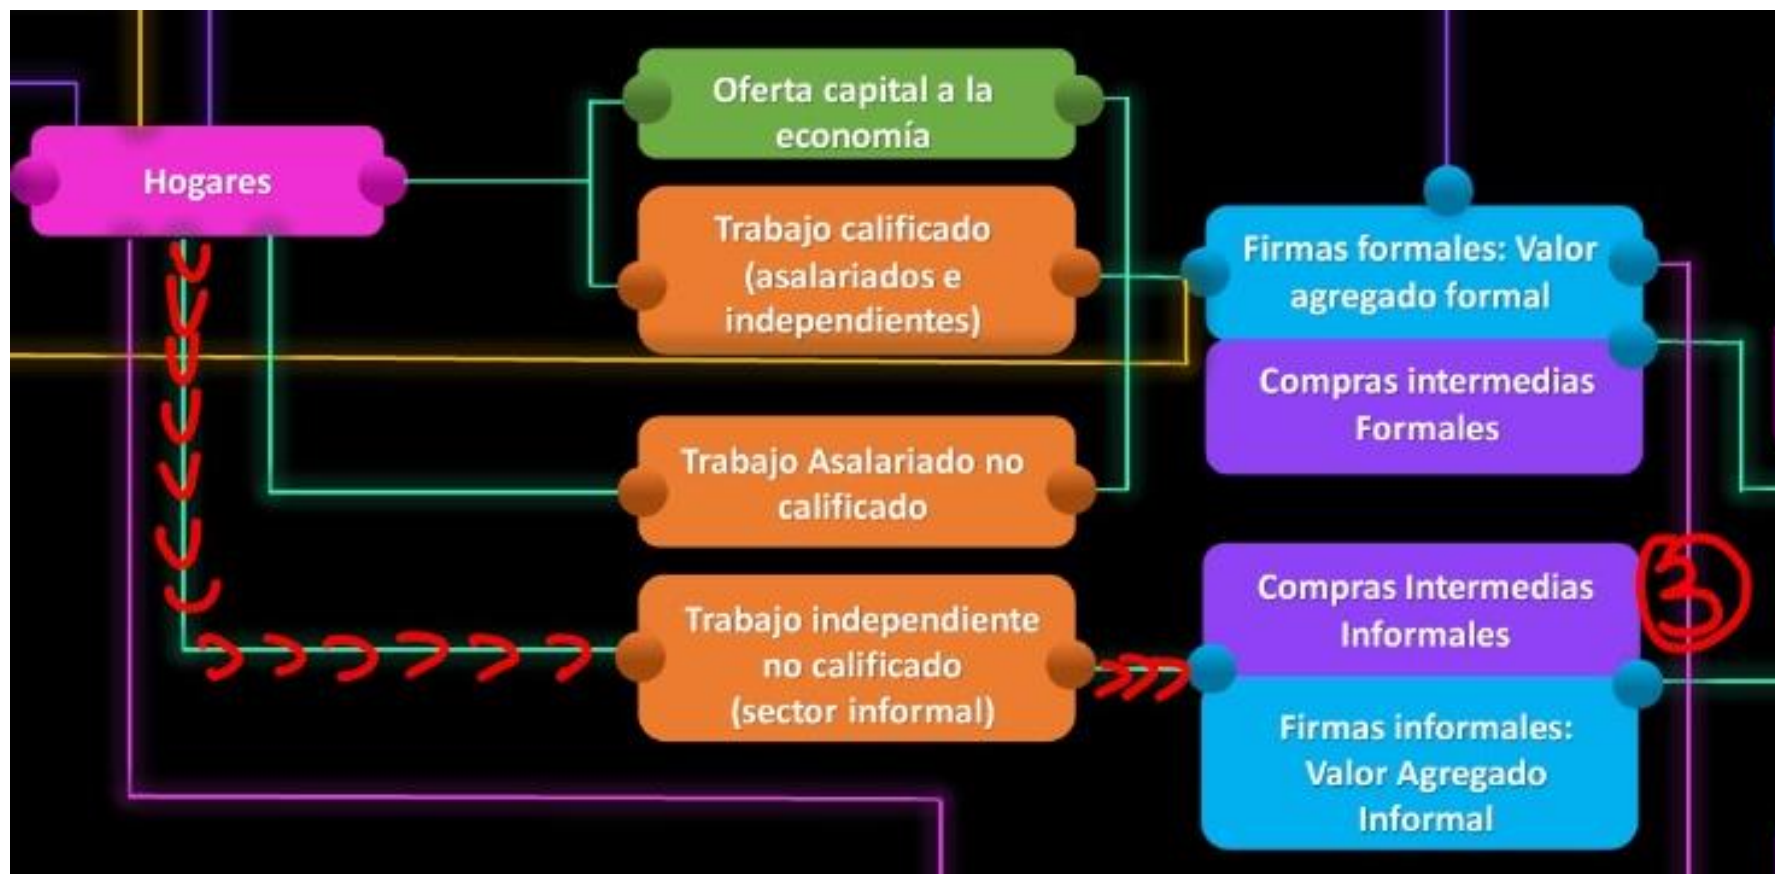 Hogares
Oferta capital a la
economía
Trabajo calificado
(asalariados e
independientes)
Trabajo Asalariado no
calificado
Trabajo independiente
no calificado
(sector informal)
Firmas formales: Valor
agregado formal
Compras intermedias
Formales
Compras Intermedias
Informales
Firmas informales:
Valor Agregado
Informal
3